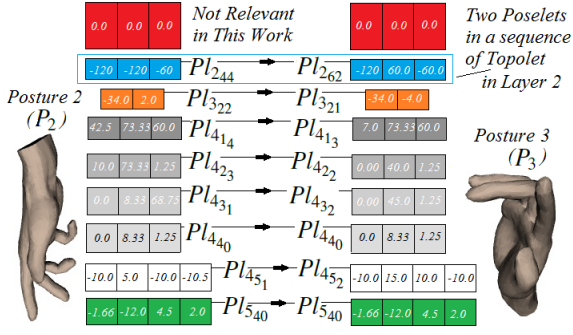 0.0 0.0 0.0 Not Relevant in This Work 0.0 0.0 0.0
Two Poselets
in a sequence
of Topolet
in Layer 2
-120 -120 -60 Pl244 Pl262 -120 60.0 -60.0
Posture 2
(P2)
-34.0 2.0 Pl322 Pl321 -34.0 -4.0
42.5 73.33 60.0 Pl414 Pl413 7.0 73.33 60.0
Posture 3
(P3)
10.0 73.33 1.25 Pl423 Pl422 0.00 40.0 1.25
0.0 8.33 68.75 Pl431 Pl432 0.00 45.0 1.25
0.0 8.33 1.25 Pl440 Pl440 0.0 8.33 1.25
-10.0 5.0 -10.0 -10.5 Pl451 Pl452 -10.0 15.0 10.0 -10.0
-1.66 -12.0 4.5 2.0 Pl540 Pl540 -1.66 -12.0 4.5 2.0